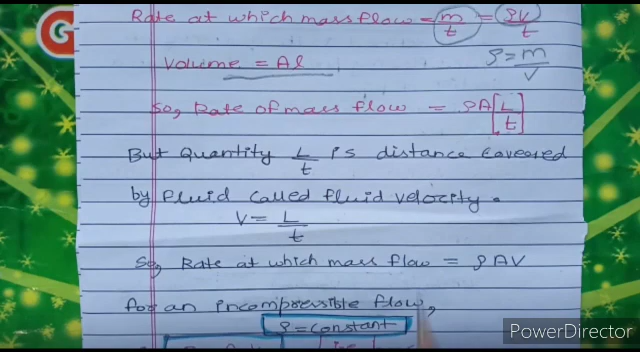 G
Rate at which mass flow = m/t = ρV/t
Volume = Al
ρ = m/V
So, Rate of mass flow = ρA[L/t]
But Quantity L/t is distance Covered
by fluid Called fluid velocity.
V = L/t
So, Rate at which mass flow = ρAV
for an incompressible flow,
ρ = Constant
PowerDirector